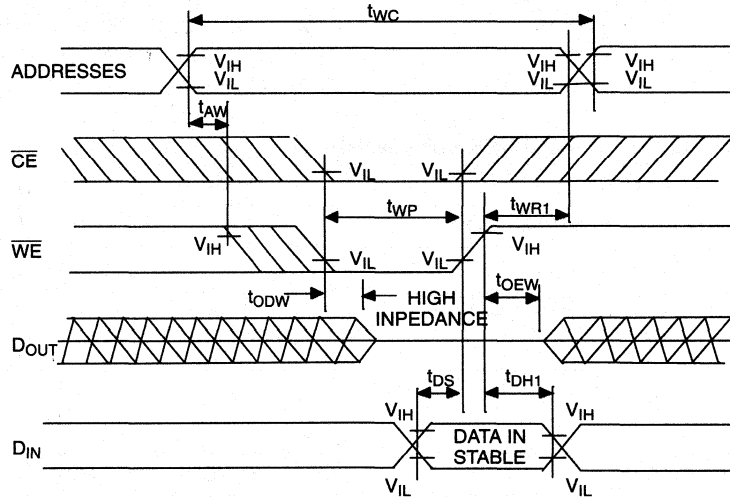 tWC
ADDRESSES
VIH
VIL
VIH
VIL
VIH
VIL
tAW
CE
VIL
VIL
tWP
tWR1
WE
VIH
VIL
VIL
VIH
tODW
HIGH
INPEDANCE
tOEW
DOUT
tDS
tDH1
VIH
VIH
DIN
DATA IN
STABLE
VIL
VIL